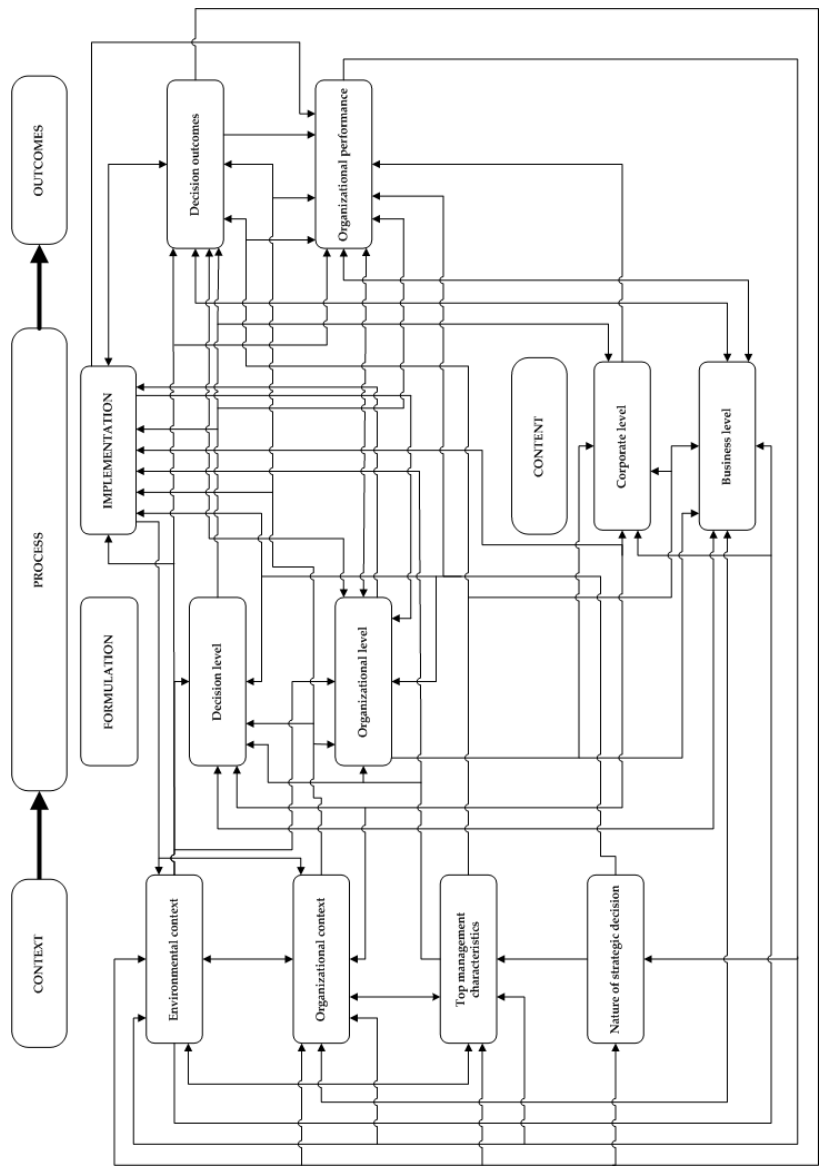 CONTEXT
PROCESS
OUTCOMES
FORMULATION
IMPLEMENTATION
Environmental context
Decision level
Decision outcomes
Organizational context
Organizational level
Organizational performance
Top management
characteristics
CONTENT
Nature of strategic decision
Corporate level
Business level